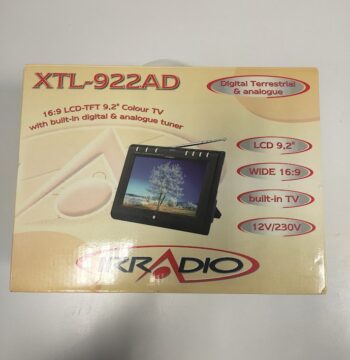 XTL-922AD
Digital Terrestrial
& analogue
16:9 LCD-TFT 9,2" Colour TV
with built-in digital & analogue tuner
LCD 9,2"
WIDE 16:9
built-in TV
12V/230V
IRRADIO